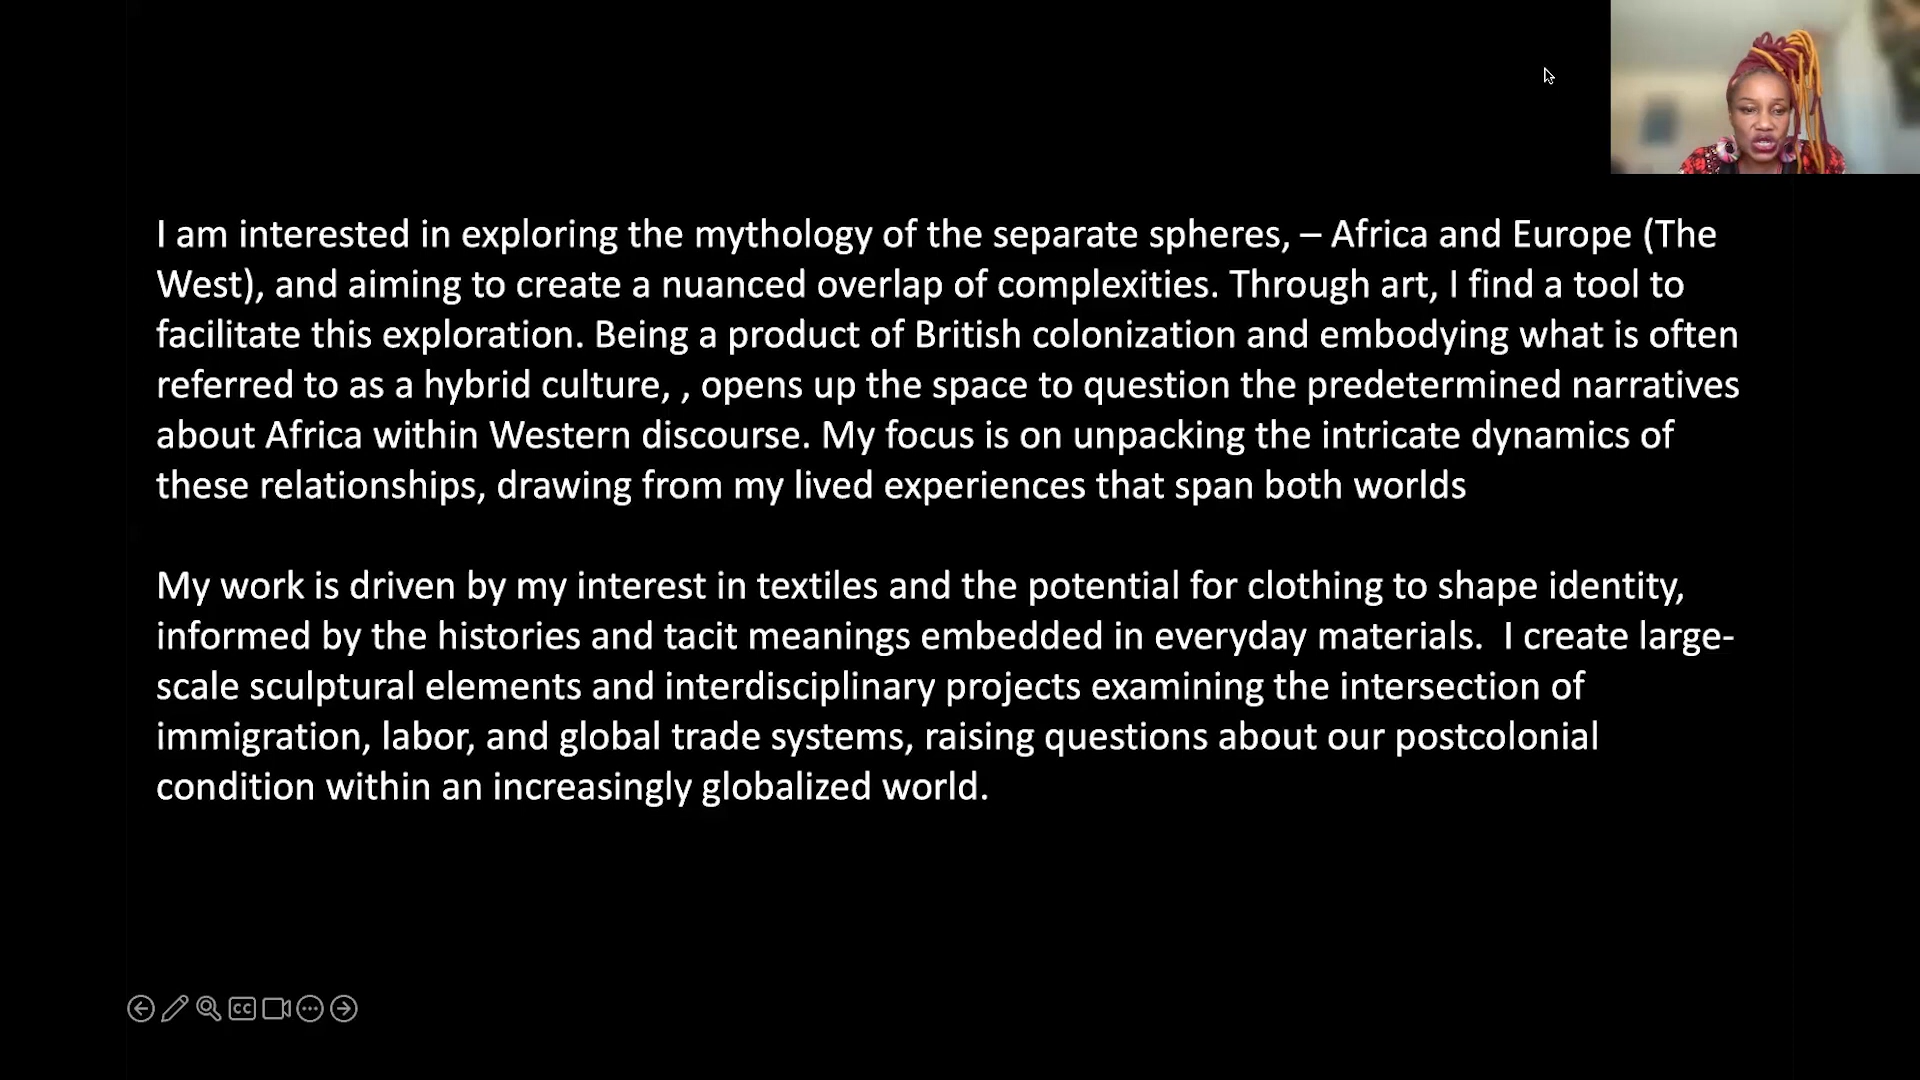 I am interested in exploring the mythology of the separate spheres, – Africa and Europe (The
West), and aiming to create a nuanced overlap of complexities. Through art, I find a tool to
facilitate this exploration. Being a product of British colonization and embodying what is often
referred to as a hybrid culture, , opens up the space to question the predetermined narratives
about Africa within Western discourse. My focus is on unpacking the intricate dynamics of
these relationships, drawing from my lived experiences that span both worlds
My work is driven by my interest in textiles and the potential for clothing to shape identity,
informed by the histories and tacit meanings embedded in everyday materials.  I create large-
scale sculptural elements and interdisciplinary projects examining the intersection of
immigration, labor, and global trade systems, raising questions about our postcolonial
condition within an increasingly globalized world.
CC